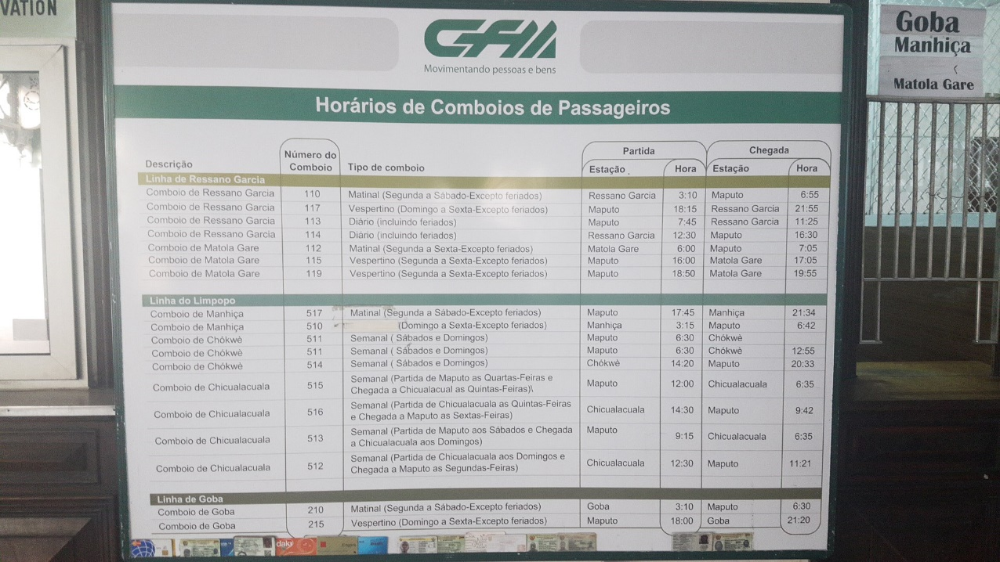 VATION
CFM
Movimentando pessoas e bens
Goba
Manhiça
Matola Gare
Horários de Comboios de Passageiros
Descrição Número do Comboio Tipo de comboio Partida Estação Hora Chegada Estação Hora
Linha de Ressano Garcia
Comboio de Ressano Garcia 110 Matinal (Segunda a Sábado-Excepto feriados) Ressano Garcia 3:10 Maputo 6:55
Comboio de Ressano Garcia 117 Vespertino (Domingo a Sexta-Excepto feriados) Maputo 18:15 Ressano Garcia 21:55
Comboio de Ressano Garcia 113 Diário (incluindo feriados) Maputo 7:45 Ressano Garcia 11:25
Comboio de Ressano Garcia 114 Diário (incluindo feriados) Ressano Garcia 12:30 Maputo 16:30
Comboio de Matola Gare 112 Matinal (Segunda a Sexta-Excepto feriados) Matola Gare 6:00 Maputo 7:05
Comboio de Matola Gare 115 Vespertino (Segunda a Sexta-Excepto feriados) Maputo 16:00 Matola Gare 17:05
Comboio de Matola Gare 119 Vespertino (Segunda a Sexta-Excepto feriados) Maputo 18:50 Matola Gare 19:55
Linha do Limpopo
Comboio de Manhiça 517 Matinal (Segunda a Sábado-Excepto feriados) Maputo 17:45 Manhiça 21:34
Comboio de Manhiça 510 (Domingo a Sexta-Excepto feriados) Manhiça 3:15 Maputo 6:42
Comboio de Chókwè 511 Semanal ( Sábados e Domingos) Maputo 6:30 Chókwè
Comboio de Chókwè 511 Semanal ( Sábados e Domingos) Maputo 6:30 Chókwè 12:55
Comboio de Chókwè 514 Semanal ( Sábados e Domingos) Chókwè 14:20 Maputo 20:33
Comboio de Chicualacuala 515 Semanal (Partida de Maputo as Quartas-Feiras e Chegada a Chicualacual as Quintas-Feiras)\ Maputo 12:00 Chicualacuala 6:35
Comboio de Chicualacuala 516 Semanal (Partida de Chicualacuala as Quintas-Feiras e Chegada a Maputo as Sextas-Feiras) Chicualacuala 14:30 Maputo 9:42
Comboio de Chicualacuala 513 Semanal (Partida de Maputo aos Sábados e Chegada a Chicualacuala aos Domingos) Maputo 9:15 Chicualacuala 6:35
Comboio de Chicualacuala 512 Semanal (Partida de Chicualacuala aos Domingos e Chegada a Maputo as Segundas-Feiras) Chicualacuala 12:30 Maputo 11:21
Linha de Goba
Comboio de Goba 210 Matinal (Segunda a Sábado-Excepto feriados) Goba 3:10 Maputo 6:30
Comboio de Goba 215 Vespertino (Domingo a Sexta-Excepto feriados) Maputo 18:00 Goba 21:20